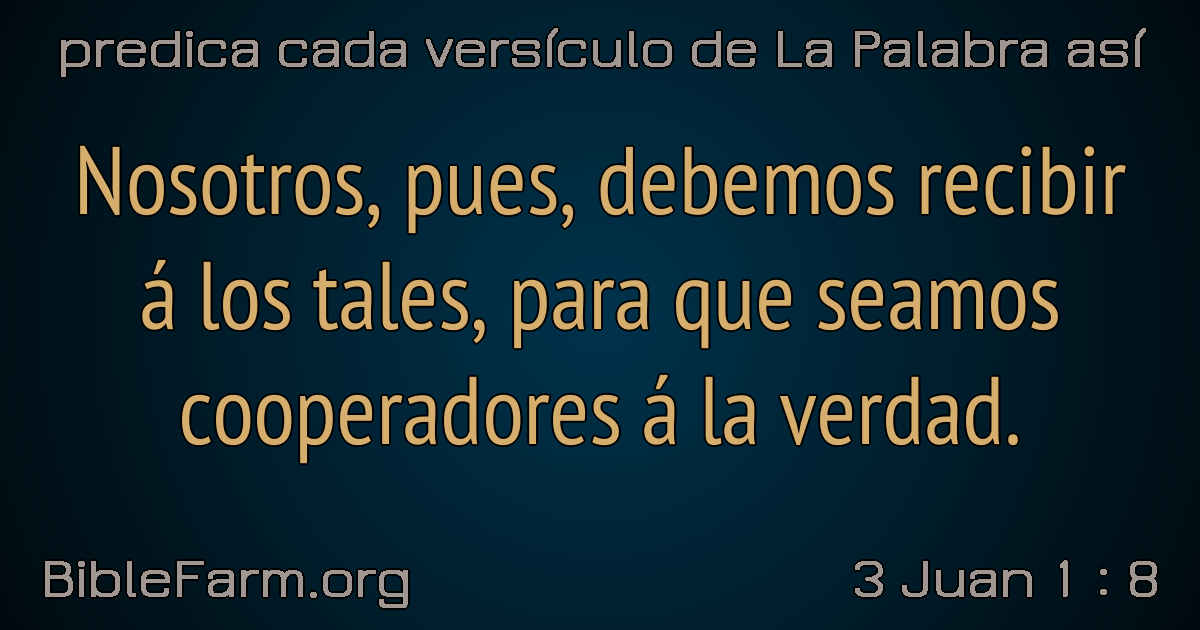 predica cada versículo de La Palabra así
Nosotros, pues, debemos recibir
á los tales, para que seamos
cooperadores á la verdad.
BibleFarm.org
3 Juan 1 : 8